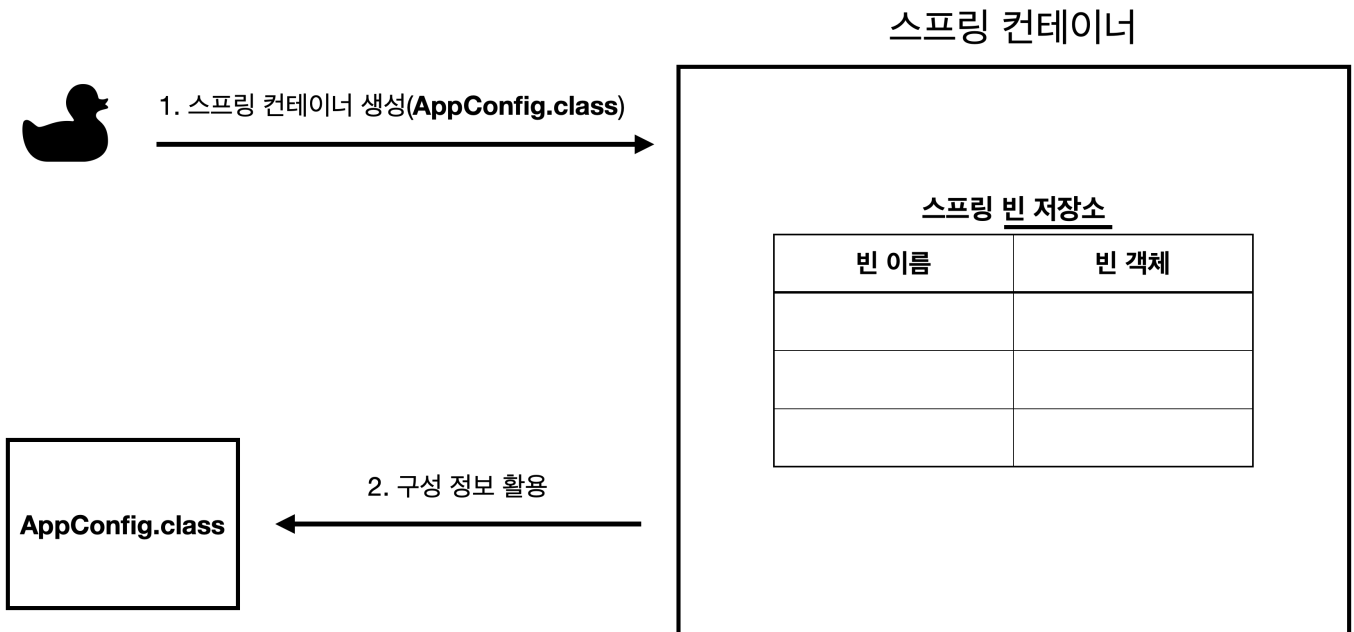 스프링 컨테이너
1. 스프링 컨테이너 생성(AppConfig.class)
스프링 빈 저장소
빈 이름
빈 객체
2. 구성 정보 활용
AppConfig.class